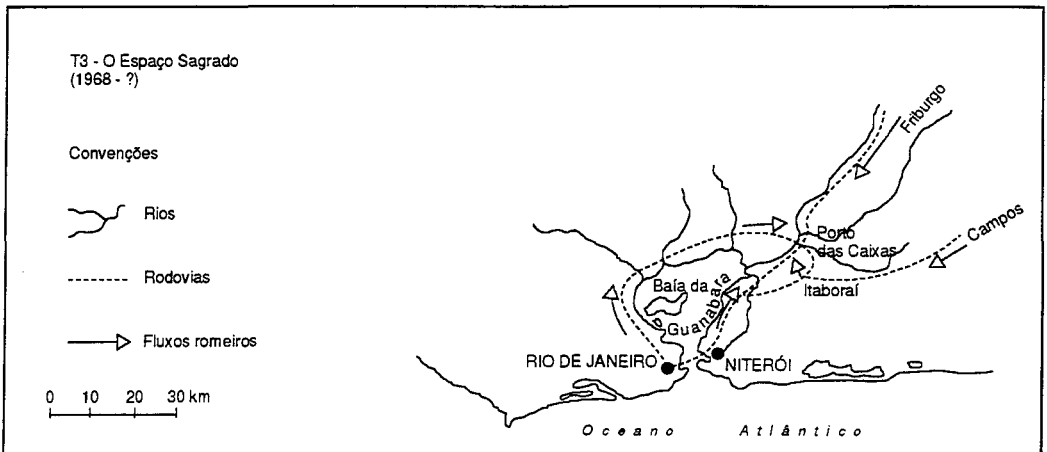 T3 - O Espaço Sagrado
(1968 - ?)
Convenções
Rios
Rodovias
Fluxos romeiros
0 10 20 30 km
Friburgo
Campos
Porto
das Caixas
Itaboraí
Baía da
Guanabara
RIO DE JANEIRO
NITERÓI
Oceano Atlântico